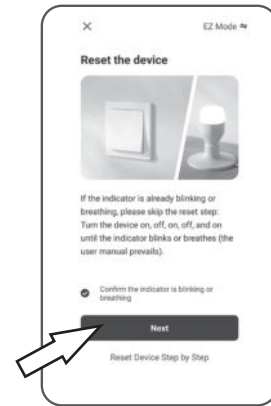 EZ Mode ⇋
Reset the device
If the indicator is already blinking or
breathing, please skip the reset step:
Turn the device on, off, on, off, and on
until the indicator blinks or breathes (the
user manual prevails).
Confirm the indicator is blinking or
breathing
Next
Reset Device Step by Step